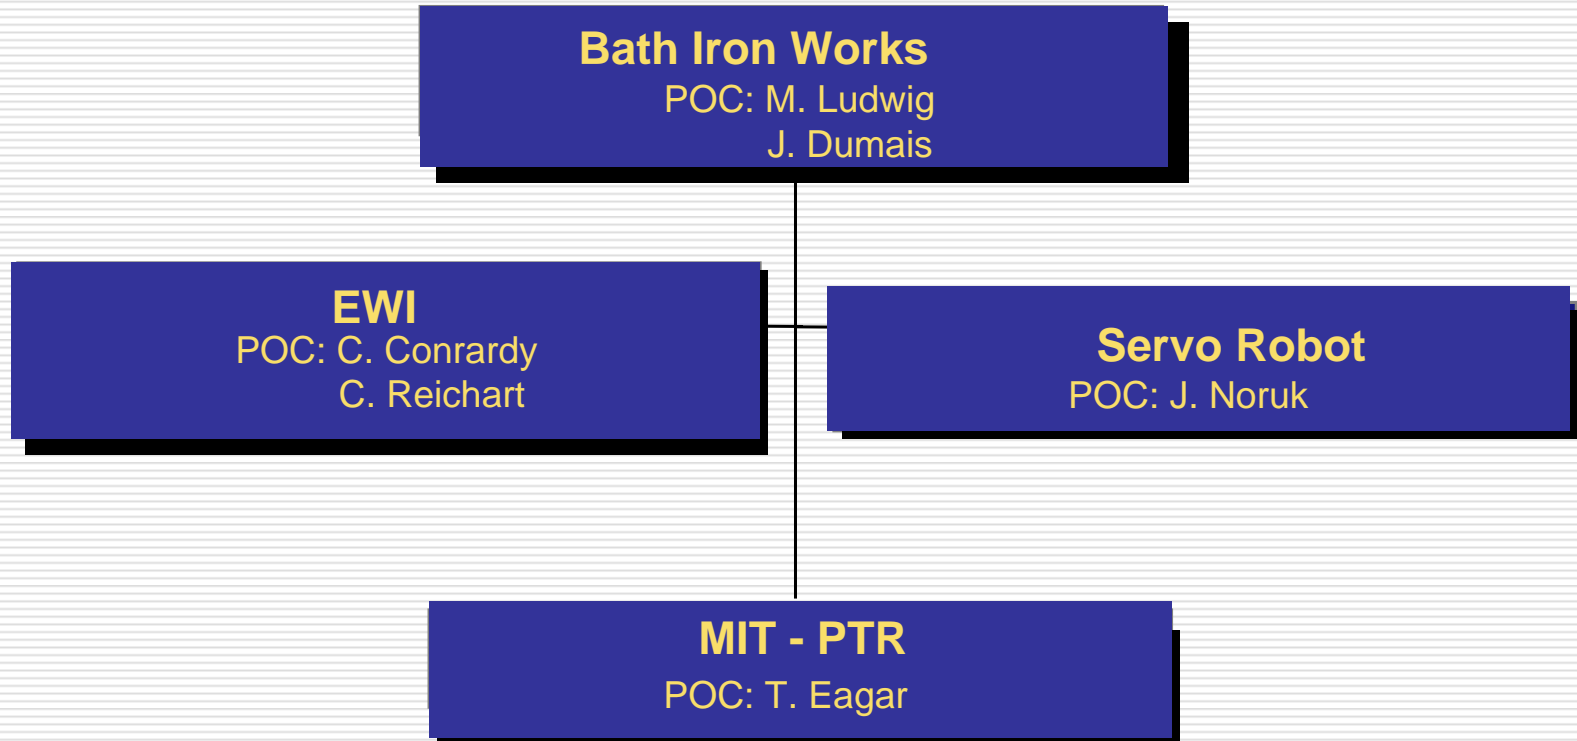 Bath Iron Works
POC: M. Ludwig
J. Dumais
EWI
POC: C. Conrardy
C. Reichart
Servo Robot
POC: J. Noruk
MIT - PTR
POC: T. Eagar